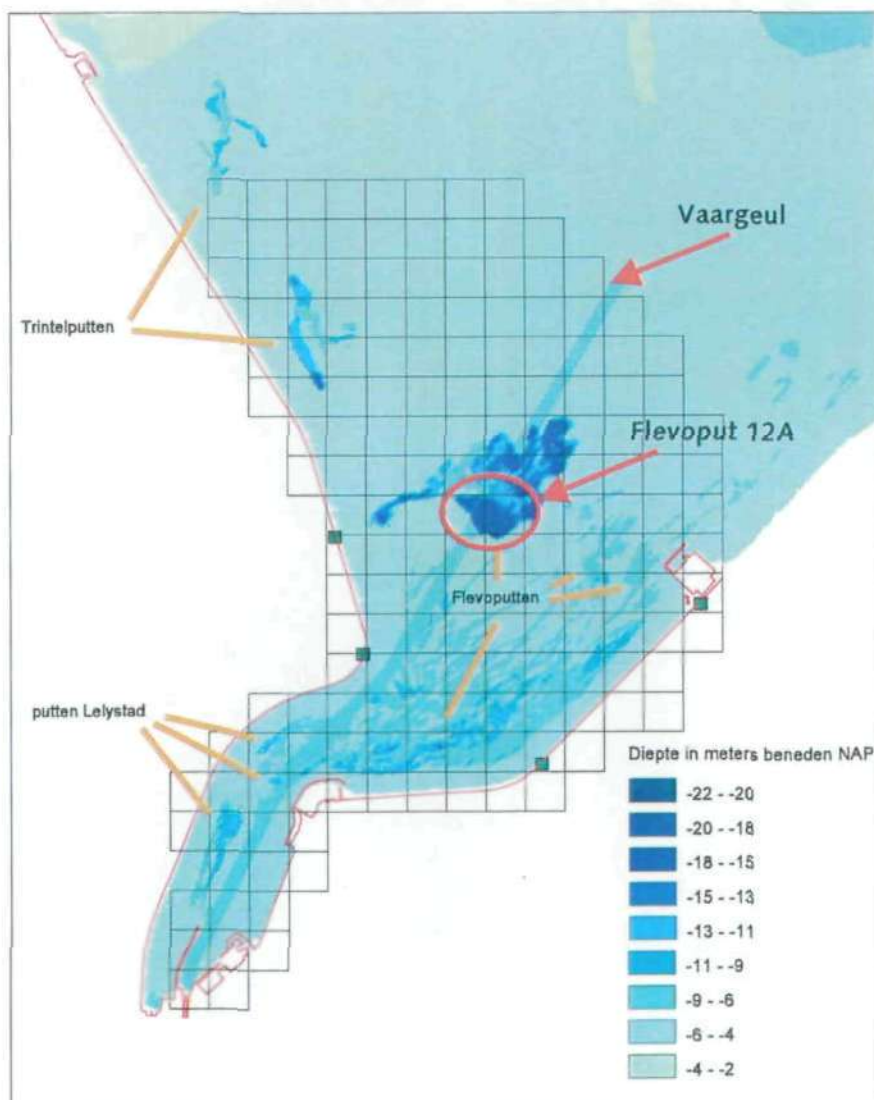 Vaargeul
Trintelputten
Flevoput 12A
Flevoputten
putten Lelystad
Diepte in meters beneden NAP
-22 - -20
-20 - -18
-18 - -15
-15 - -13
-13 - -11
-11 - -9
-9 - -6
-6 - -4
-4 - -2